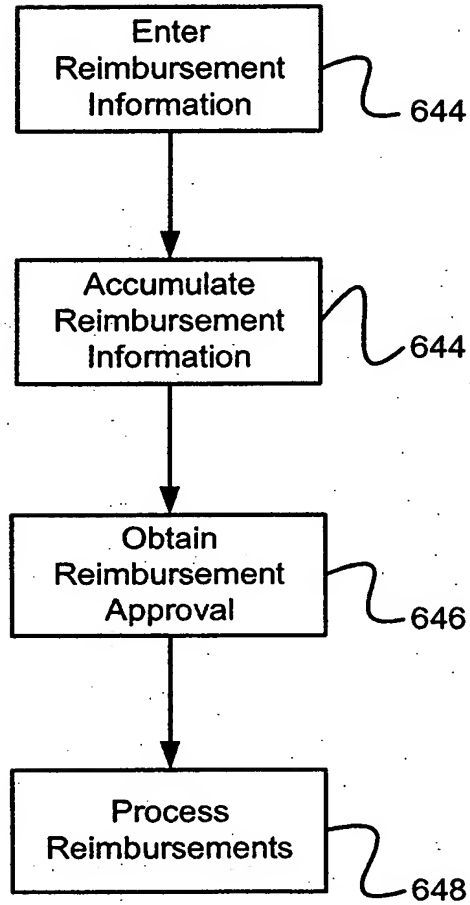 Enter
Reimbursement
Information
644
Accumulate
Reimbursement
Information
644
Obtain
Reimbursement
Approval
646
Process
Reimbursements
648